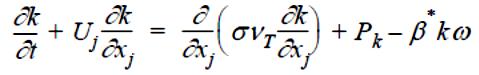 ∂k/∂t + U_j ∂k/∂x_j = ∂/∂x_j (σν_T ∂k/∂x_j) + P_k – β^* kω